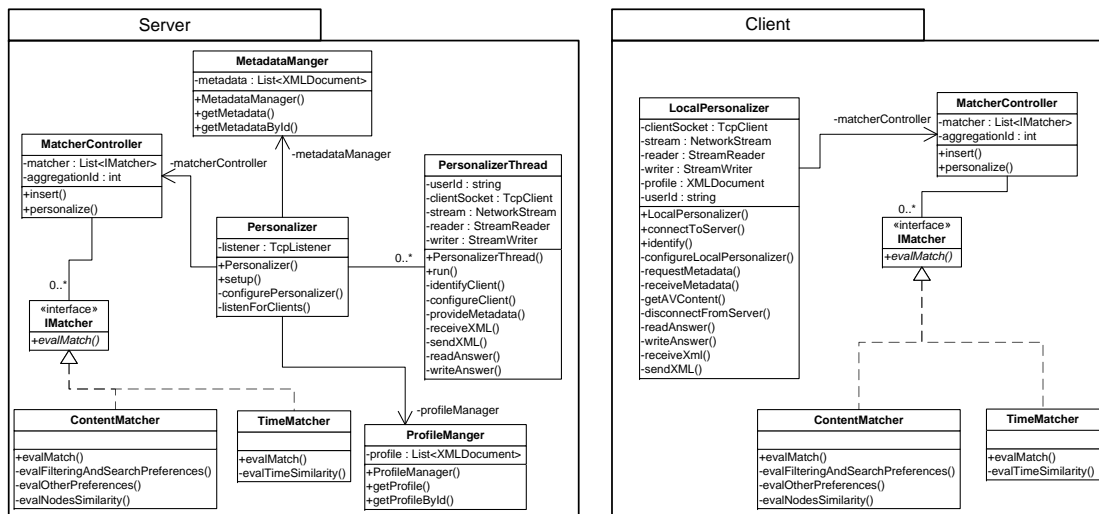 Server
MetadataManger
-metadata : List<XMLDocument>
+MetadataManager()
+getMetadata()
+getMetadataById()
MatcherController
-matcher : List<IMatcher>
-aggregationId : int
+insert()
+personalize()
-matcherController
-metadataManager
PersonalizerThread
-userId : string
-clientSocket : TcpClient
-stream : NetworkStream
-reader : StreamReader
-writer : StreamWriter
+PersonalizerThread()
+run()
-identifyClient()
-configureClient()
-provideMetadata()
-receiveXML()
-sendXML()
-readAnswer()
-writeAnswer()
Personalizer
-listener : TcpListener
+Personalizer()
+setup()
-configurePersonalizer()
-listenForClients()
0..*
0..*
«interface»
IMatcher
+evalMatch()
ContentMatcher
+evalMatch()
-evalFilteringAndSearchPreferences()
-evalOtherPreferences()
-evalNodesSimilarity()
TimeMatcher
+evalMatch()
-evalTimeSimilarity()
-profileManager
ProfileManger
-profile : List<XMLDocument>
+ProfileManager()
+getProfile()
+getProfileById()
Client
LocalPersonalizer
-clientSocket : TcpClient
-stream : NetworkStream
-reader : StreamReader
-writer : StreamWriter
-profile : XMLDocument
-userId : string
+LocalPersonalizer()
+connectToServer()
+identify()
-configureLocalPersonalizer()
-requestMetadata()
-receiveMetadata()
-getAVContent()
-disconnectFromServer()
-readAnswer()
-writeAnswer()
-receiveXml()
-sendXML()
-matcherController
MatcherController
-matcher : List<IMatcher>
-aggregationId : int
+insert()
+personalize()
0..*
«interface»
IMatcher
+evalMatch()
ContentMatcher
+evalMatch()
-evalFilteringAndSearchPreferences()
-evalOtherPreferences()
-evalNodesSimilarity()
TimeMatcher
+evalMatch()
-evalTimeSimilarity()